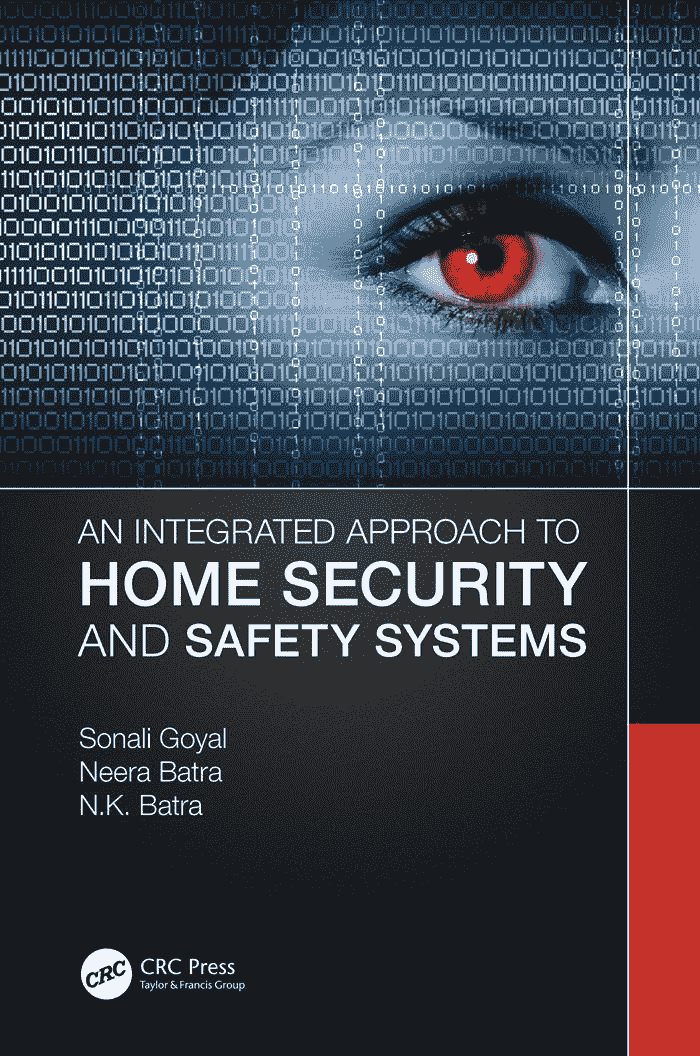 AN INTEGRATED APPROACH TO
HOME SECURITY
AND SAFETY SYSTEMS
Sonali Goyal
Neera Batra
N.K. Batra
CRC
CRC Press
Taylor & Francis Group